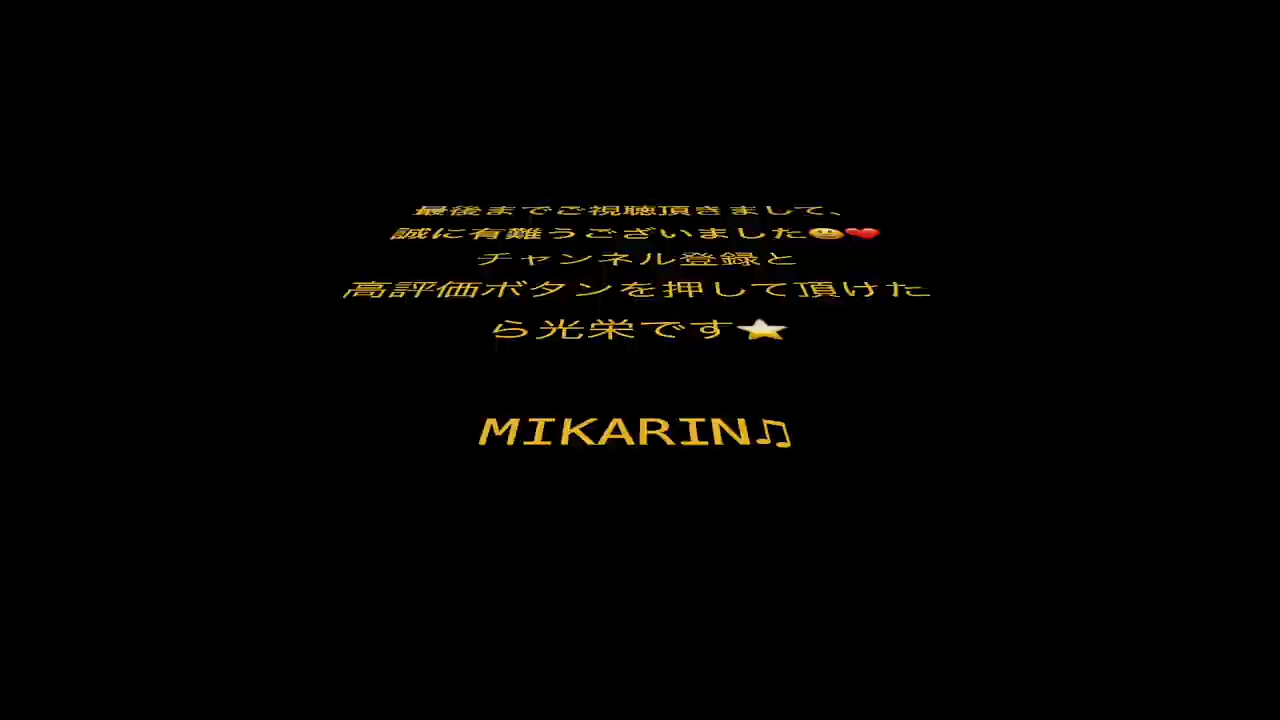 最後までご視聴頂きまして、
誠に有難うございました😀❤
チャンネル登録と
高評価ボタンを押して頂けた
ら光栄です⭐
MIKARIN♫